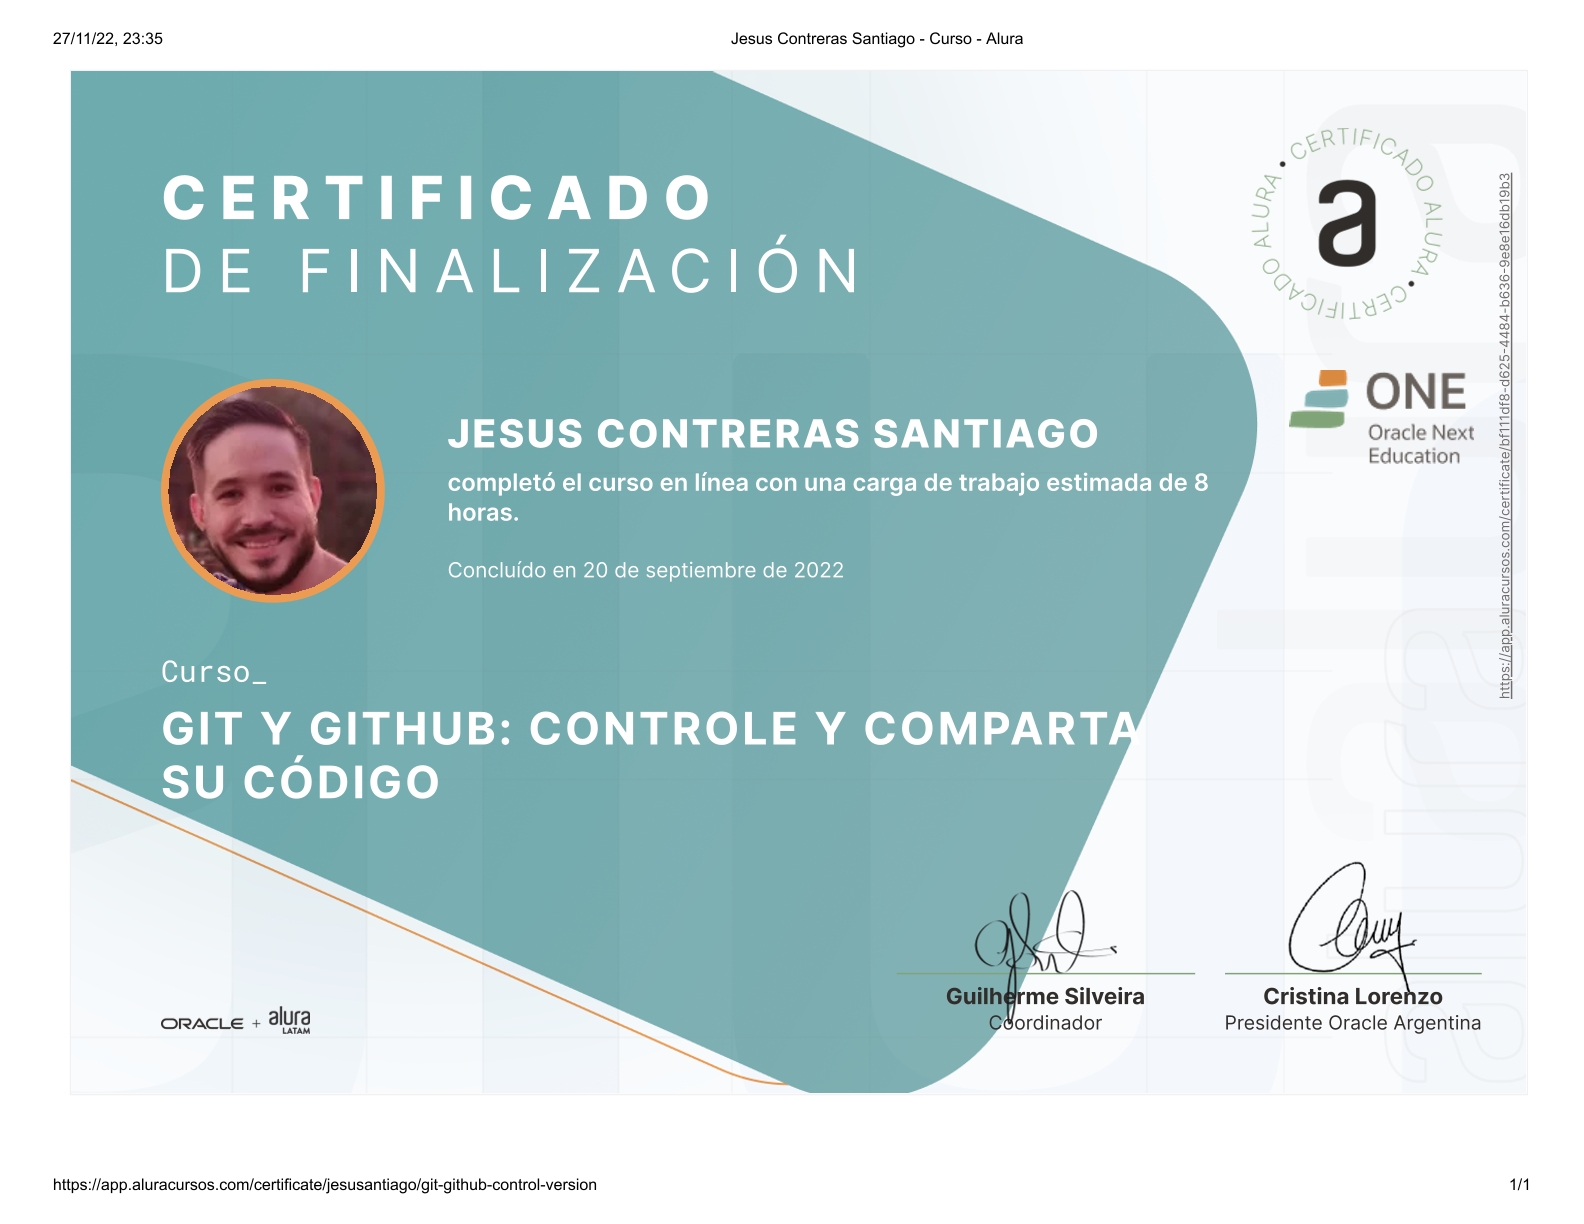 27/11/22, 23:35
Jesus Contreras Santiago - Curso - Alura
CERTIFICADO
DE FINALIZACIÓN
CERTIFICADO ALURA • CERTIFICADO ALURA •
a
ONE
Oracle Next
Education
https://app.aluracursos.com/certificate/bf111df8-d625-4484-b636-9e8e16db19b3
JESUS CONTRERAS SANTIAGO
completó el curso en línea con una carga de trabajo estimada de 8
horas.
Concluído en 20 de septiembre de 2022
Curso_
GIT Y GITHUB: CONTROLE Y COMPARTA
SU CÓDIGO
Guilherme Silveira
Coordinador
Cristina Lorenzo
Presidente Oracle Argentina
ORACLE + alura
LATAM
alura
https://app.aluracursos.com/certificate/jesusantiago/git-github-control-version
1/1